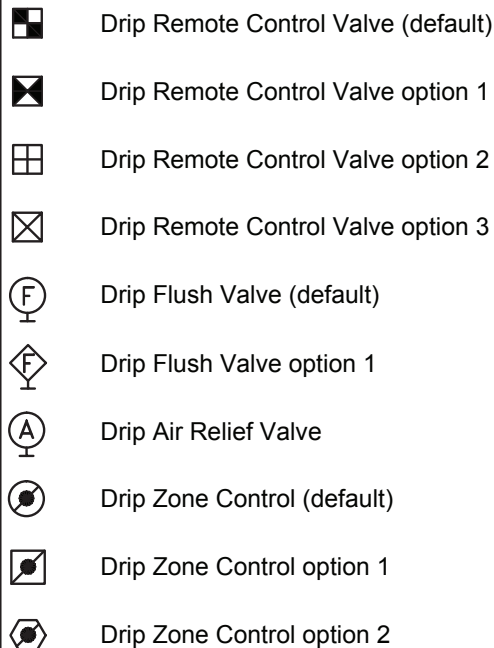 Drip Remote Control Valve (default)
Drip Remote Control Valve option 1
Drip Remote Control Valve option 2
Drip Remote Control Valve option 3
F Drip Flush Valve (default)
F Drip Flush Valve option 1
A Drip Air Relief Valve
Drip Zone Control (default)
Drip Zone Control option 1
Drip Zone Control option 2